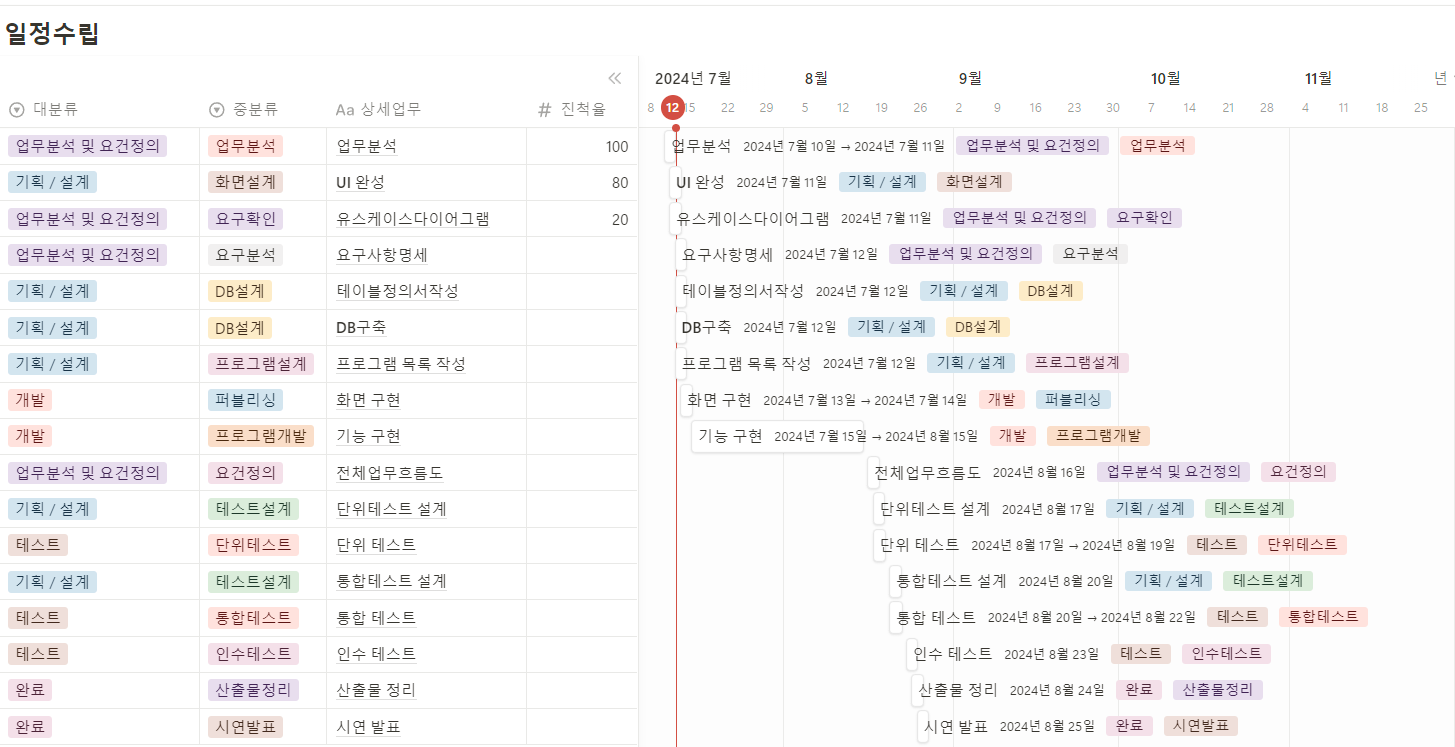 일정수립
2024년 7월 8월 9월 10월 11월 년
대분류 중분류 Aa 상세업무 # 진척율 8 12 15 22 29 5 12 19 26 2 9 16 23 30 7 14 21 28 4 11 18 25
업무분석 및 요건정의 업무분석 업무분석 100 업무분석 2024년 7월 10일 → 2024년 7월 11일 업무분석 및 요건정의 업무분석
기획 / 설계 화면설계 UI 완성 80 UI 완성 2024년 7월 11일 기획 / 설계 화면설계
업무분석 및 요건정의 요구확인 유스케이스다이어그램 20 유스케이스다이어그램 2024년 7월 11일 업무분석 및 요건정의 요구확인
업무분석 및 요건정의 요구분석 요구사항명세 요구사항명세 2024년 7월 12일 업무분석 및 요건정의 요구분석
기획 / 설계 DB설계 테이블정의서작성 테이블정의서작성 2024년 7월 12일 기획 / 설계 DB설계
기획 / 설계 DB설계 DB구축 DB구축 2024년 7월 12일 기획 / 설계 DB설계
기획 / 설계 프로그램설계 프로그램 목록 작성 프로그램 목록 작성 2024년 7월 12일 기획 / 설계 프로그램설계
개발 퍼블리싱 화면 구현 화면 구현 2024년 7월 13일 → 2024년 7월 14일 개발 퍼블리싱
개발 프로그램개발 기능 구현 기능 구현 2024년 7월 15일 → 2024년 8월 15일 개발 프로그램개발
업무분석 및 요건정의 요건정의 전체업무흐름도 전체업무흐름도 2024년 8월 16일 업무분석 및 요건정의 요건정의
기획 / 설계 테스트설계 단위테스트 설계 단위테스트 설계 2024년 8월 17일 기획 / 설계 테스트설계
테스트 단위테스트 단위 테스트 단위 테스트 2024년 8월 17일 → 2024년 8월 19일 테스트 단위테스트
기획 / 설계 테스트설계 통합테스트 설계 통합테스트 설계 2024년 8월 20일 기획 / 설계 테스트설계
테스트 통합테스트 통합 테스트 통합 테스트 2024년 8월 20일 → 2024년 8월 22일 테스트 통합테스트
테스트 인수테스트 인수 테스트 인수 테스트 2024년 8월 23일 테스트 인수테스트
완료 산출물정리 산출물 정리 산출물 정리 2024년 8월 24일 완료 산출물정리
완료 시연발표 시연 발표 시연 발표 2024년 8월 25일 완료 시연발표